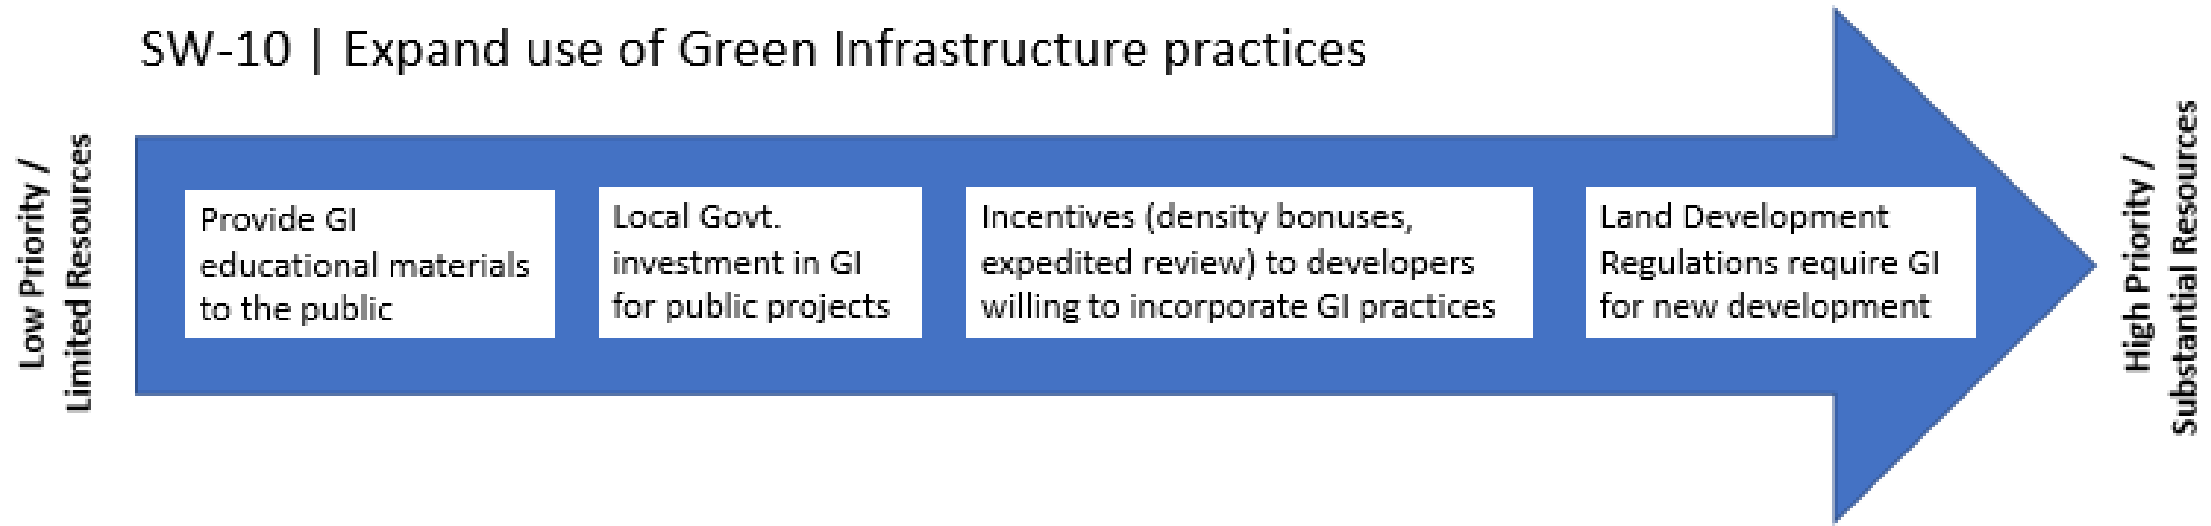 SW-10 | Expand use of Green Infrastructure practices
Low Priority /
Limited Resources
Provide GI
educational materials
to the public
Local Govt.
investment in GI
for public projects
Incentives (density bonuses,
expedited review) to developers
willing to incorporate GI practices
Land Development
Regulations require GI
for new development
High Priority /
Substantial Resources